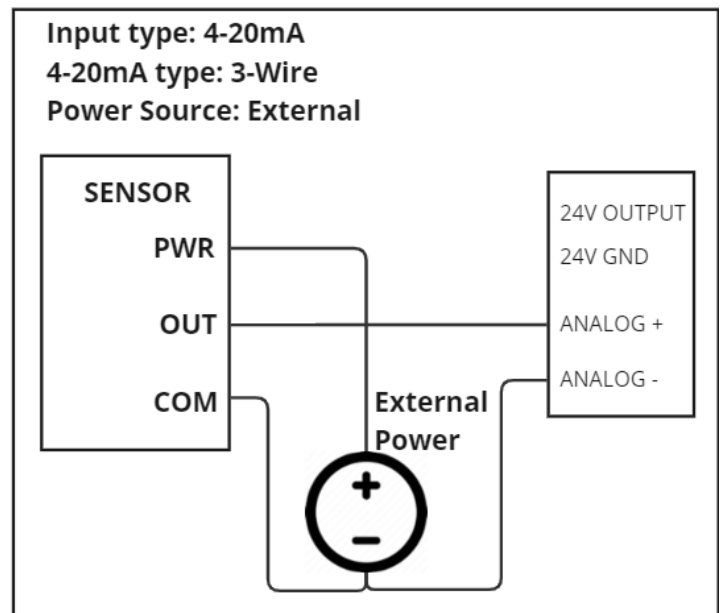 Input type: 4-20mA
4-20mA type: 3-Wire
Power Source: External
SENSOR
PWR
OUT
COM
24V OUTPUT
24V GND
ANALOG +
ANALOG -
External
Power
+
-